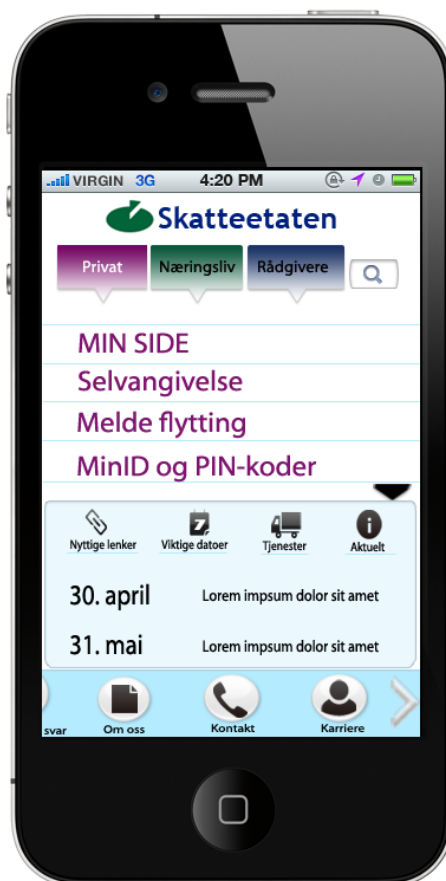 VIRGIN 3G 4:20 PM
Skatteetaten
Privat Næringsliv Rådgivere
MIN SIDE
Selvangivelse
Melde flytting
MinID og PIN-koder
7
Nyttige lenker Viktige datoer Tjenester Aktuelt
30. april Lorem impsum dolor sit amet
31. mai Lorem impsum dolor sit amet
svar Om oss Kontakt Karriere